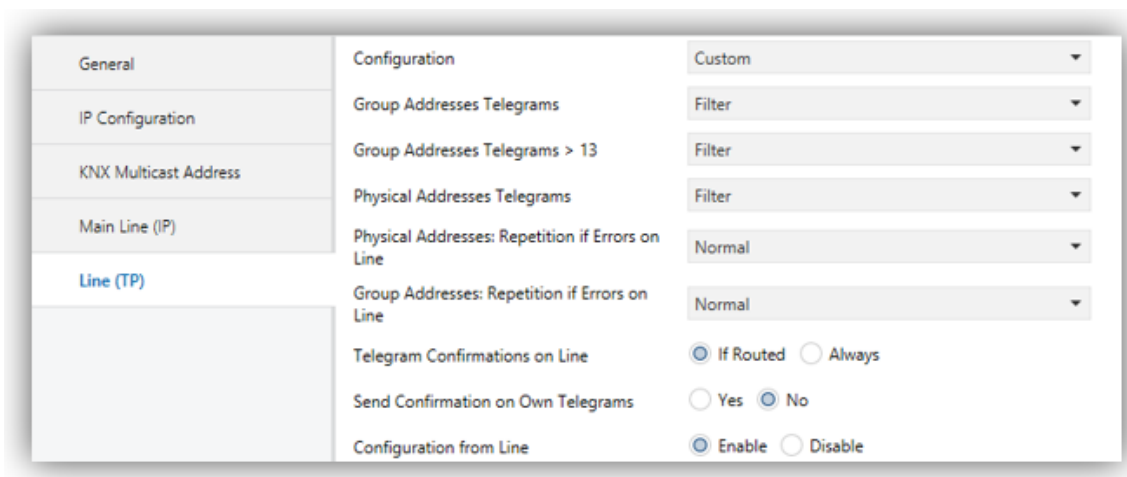 General
IP Configuration
KNX Multicast Address
Main Line (IP)
Line (TP)
Configuration Custom
Group Addresses Telegrams Filter
Group Addresses Telegrams > 13 Filter
Physical Addresses Telegrams Filter
Physical Addresses: Repetition if Errors on
Line Normal
Group Addresses: Repetition if Errors on
Line Normal
Telegram Confirmations on Line If Routed Always
Send Confirmation on Own Telegrams Yes No
Configuration from Line Enable Disable